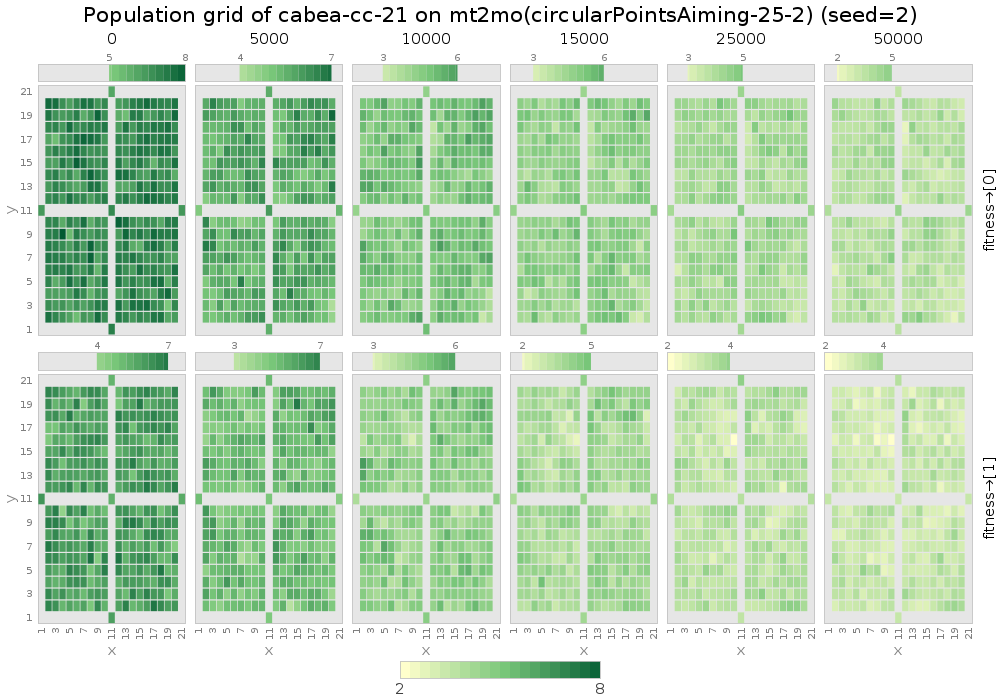 Population grid of cabea-cc-21 on mt2mo(circularPointsAiming-25-2) (seed=2)
0 5000 10000 15000 25000 50000
5 8 4 7 3 6 3 6 3 5 2 5
21
19
17
15
13
y 11
9
7
5
3
1
fitness→[0]
4 7 3 7 3 6 2 5 2 4 2 4
21
19
17
15
13
y 11
9
7
5
3
1
fitness→[1]
1 3 5 7 9 11 13 15 17 19 21 1 3 5 7 9 11 13 15 17 19 21 1 3 5 7 9 11 13 15 17 19 21 1 3 5 7 9 11 13 15 17 19 21 1 3 5 7 9 11 13 15 17 19 21 1 3 5 7 9 11 13 15 17 19 21
X X X X X X
2 8